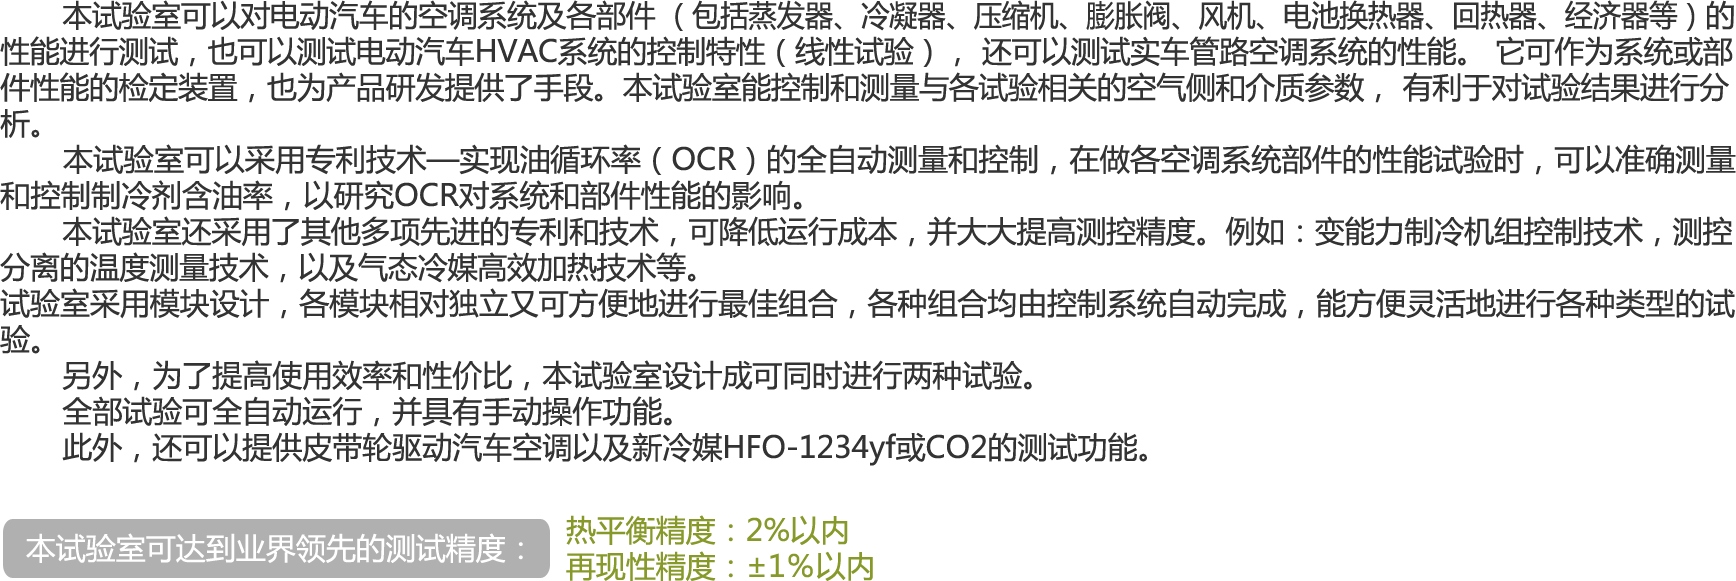 本试验室可以对电动汽车的空调系统及各部件（包括蒸发器、冷凝器、压缩机、膨胀阀、风机、电池换热器、回热器、经济器等）的
性能进行测试，也可以测试电动汽车HVAC系统的控制特性（线性试验）， 还可以测试实车管路空调系统的性能。 它可作为系统或部
件性能的检定装置，也为产品研发提供了手段。本试验室能控制和测量与各试验相关的空气侧和介质参数， 有利于对试验结果进行分
析。
本试验室可以采用专利技术—实现油循环率（OCR）的全自动测量和控制，在做各空调系统部件的性能试验时，可以准确测量
和控制制冷剂含油率，以研究OCR对系统和部件性能的影响。
本试验室还采用了其他多项先进的专利和技术，可降低运行成本，并大大提高测控精度。例如：变能力制冷机组控制技术，测控
分离的温度测量技术，以及气态冷媒高效加热技术等。
试验室采用模块设计，各模块相对独立又可方便地进行最佳组合，各种组合均由控制系统自动完成，能方便灵活地进行各种类型的试
验。
另外，为了提高使用效率和性价比，本试验室设计成可同时进行两种试验。
全部试验可全自动运行，并具有手动操作功能。
此外，还可以提供皮带轮驱动汽车空调以及新冷媒HFO-1234yf或CO2的测试功能。
本试验室可达到业界领先的测试精度：
热平衡精度：2%以内
再现性精度：±1%以内